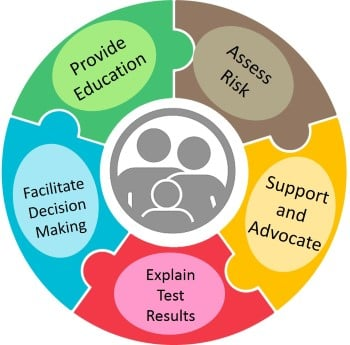 Provide
Education
Assess
Risk
Support
and
Advocate
Explain
Test
Results
Facilitate
Decision
Making